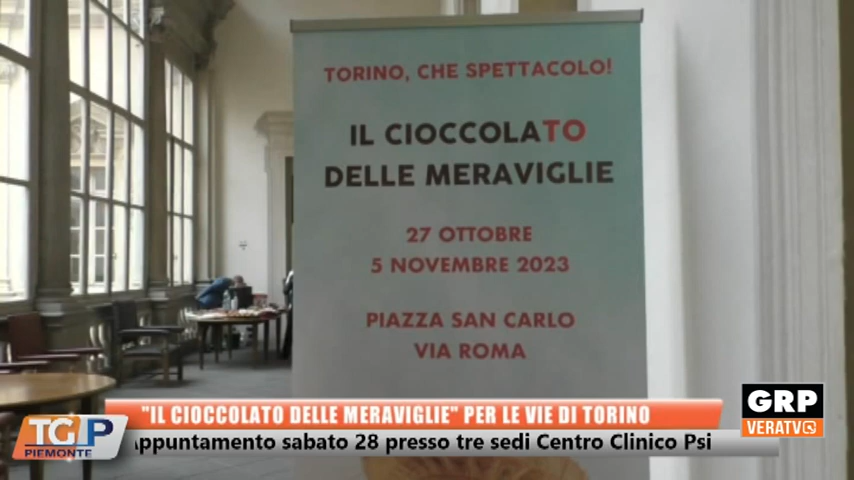 TORINO, CHE SPETTACOLO!
IL CIOCCOLATO
DELLE MERAVIGLIE
27 OTTOBRE
5 NOVEMBRE 2023
PIAZZA SAN CARLO
VIA ROMA
"IL CIOCCOLATO DELLE MERAVIGLIE" PER LE VIE DI TORINO
TGP
PIEMONTE
Appuntamento sabato 28 presso tre sedi Centro Clinico Psi
GRP
VERATV